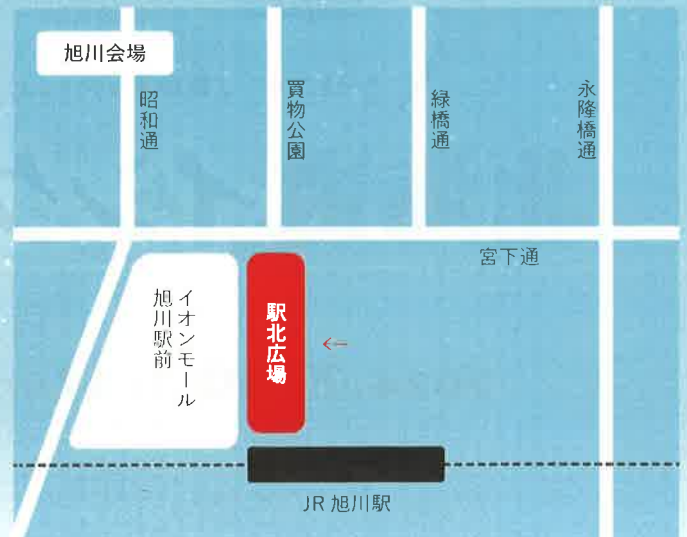 旭川会場
昭和通
買物公園
緑橋通
永隆橋通
宮下通
イオンモール
旭川駅前
駅北広場
←
JR 旭川駅